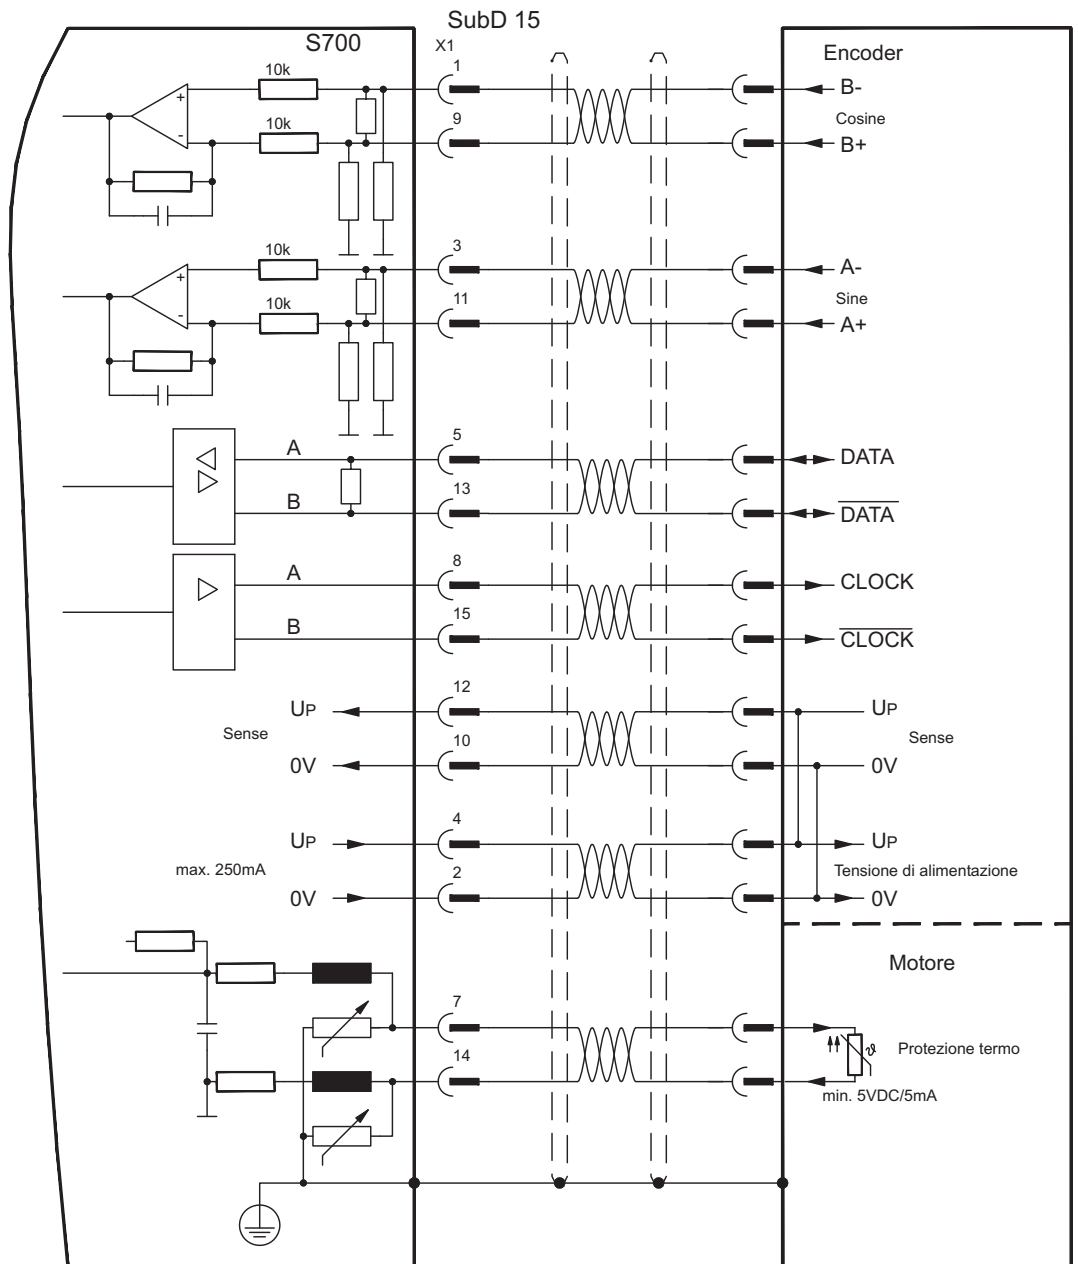 SubD 15
S700
X1
Encoder
10k
1
B-
Cosine
10k
9
B+
10k
3
A-
Sine
10k
11
A+
A
5
DATA
B
13
DATA
A
8
CLOCK
B
15
CLOCK
UP
12
UP
Sense
Sense
0V
10
0V
UP
4
UP
max. 250mA
Tensione di alimentazione
0V
2
0V
Motore
7
ϑ
Protezione termo
14
min. 5VDC/5mA